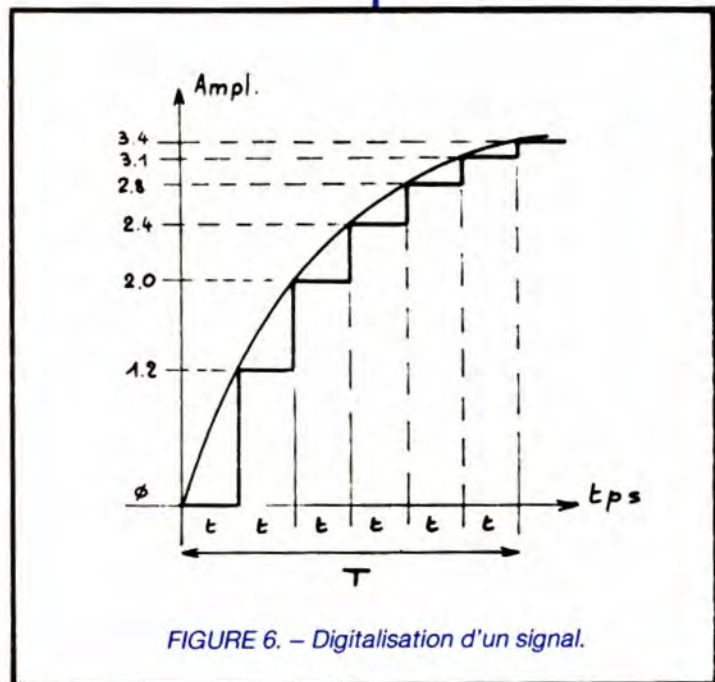 Ampl.
3.4
3.1
2.8
2.4
2.0
1.2
ø
tps
t t t t t t
T
FIGURE 6. – Digitalisation d'un signal.